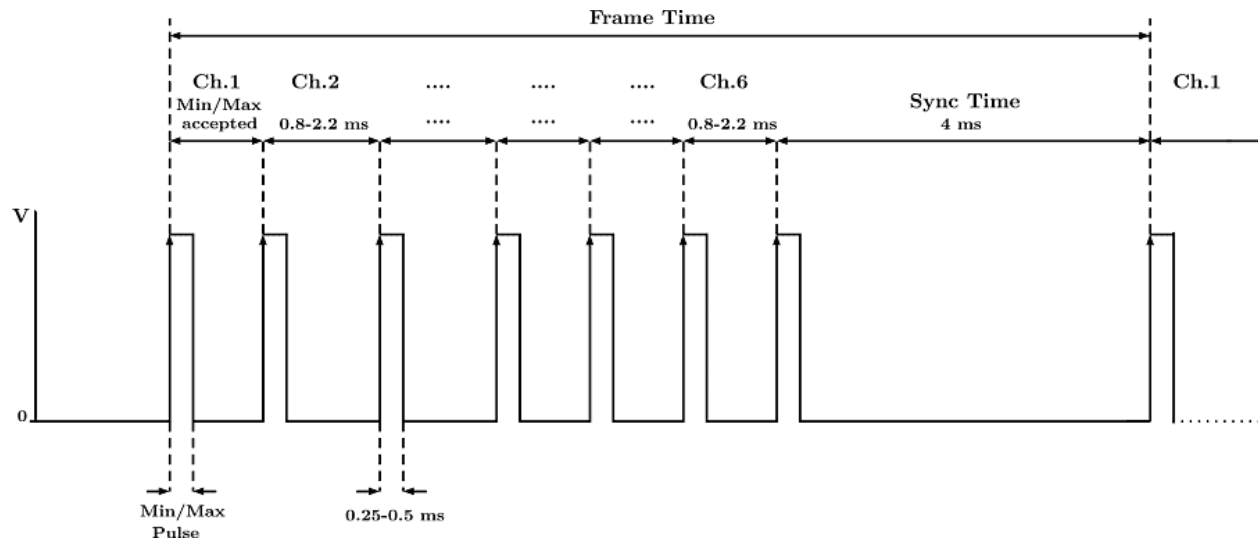 Frame Time
Ch.1 Ch.2 .... .... .... Ch.6 Ch.1
Min/Max
accepted 0.8-2.2 ms .... .... .... 0.8-2.2 ms
Sync Time
4 ms
V
0
Min/Max
Pulse
0.25-0.5 ms